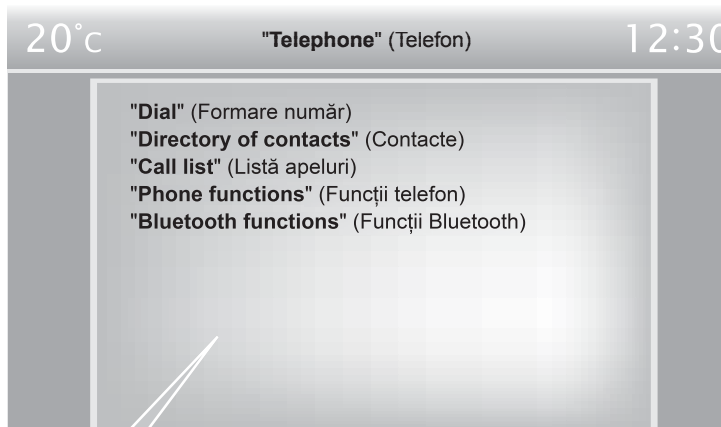 20°C "Telephone" (Telefon) 12:30
"Dial" (Formare număr)
"Directory of contacts" (Contacte)
"Call list" (Listă apeluri)
"Phone functions" (Funcții telefon)
"Bluetooth functions" (Funcții Bluetooth)